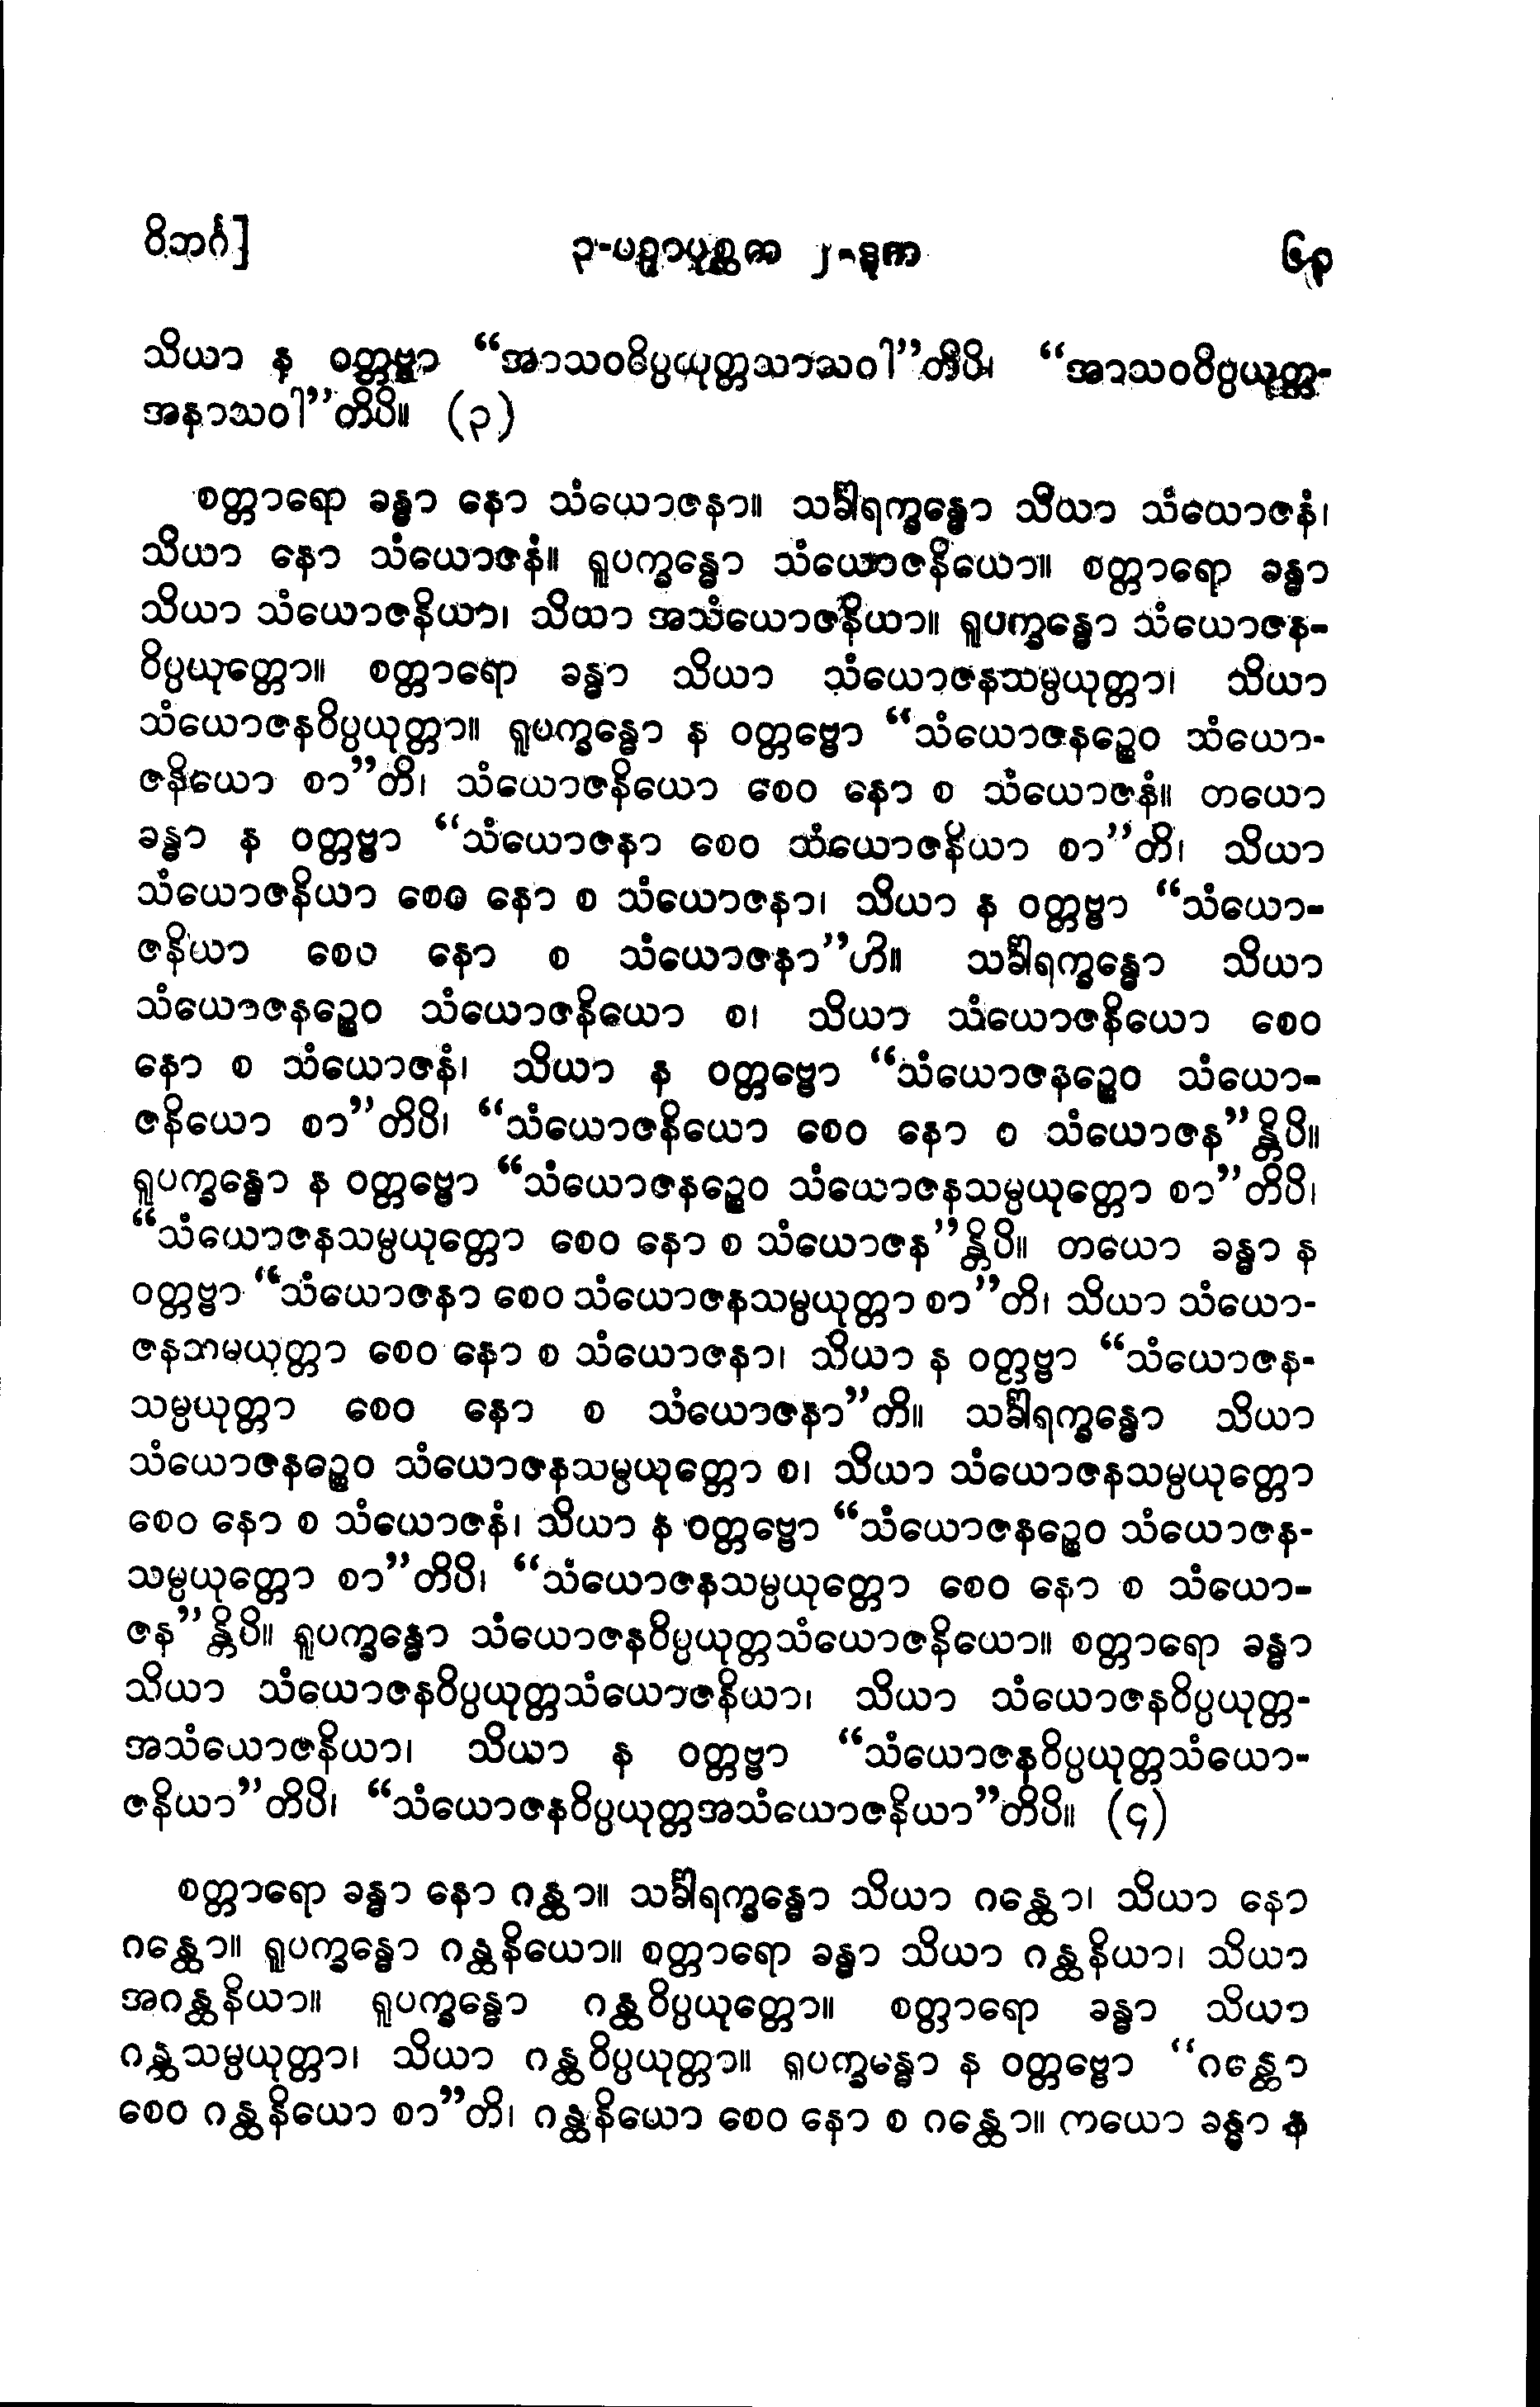 ဝိဘင်္ဂ]
၃-ပဉှာပုစ္ဆက ၂-ဒုက
၆၃
သိယာ န ဝတ္တဗ္ဗာ “အာသဝဝိပ္ပယုတ္တသာသဝါ”တိပိ၊ “အာသဝဝိပ္ပယုတ္တ-
အနာသဝါ”တိပိ။ (၃)
စတ္တာရော ခန္ဓာ နော သံယောဇနာ။ သင်္ခါရက္ခန္ဓော သိယာ သံယောဇနံ၊
သိယာ နော သံယောဇနံ။ ရူပက္ခန္ဓော သံယောဇနိယော။ စတ္တာရော ခန္ဓာ
သိယာ သံယောဇနိယာ၊ သိယာ အသံယောဇနိယာ။ ရူပက္ခန္ဓော သံယောဇန-
ဝိပ္ပယုတ္တော။ စတ္တာရော ခန္ဓာ သိယာ သံယောဇနသမ္ပယုတ္တာ၊ သိယာ
သံယောဇနဝိပ္ပယုတ္တာ။ ရူပက္ခန္ဓော န ဝတ္တဗ္ဗော “သံယောဇနဉ္စေဝ သံယော-
ဇနိယော စာ”တိ၊ သံယောဇနိယော စေဝ နော စ သံယောဇနံ။ တယော
ခန္ဓာ န ဝတ္တဗ္ဗာ “သံယောဇနာ စေဝ သံယောဇနိယာ စာ”တိ၊ သိယာ
သံယောဇနိယာ စေဝ နော စ သံယောဇနာ၊ သိယာ န ဝတ္တဗ္ဗာ “သံယော-
ဇနိယာ စေဝ နော စ သံယောဇနာ”တိ။ သင်္ခါရက္ခန္ဓော သိယာ
သံယောဇနဉ္စေဝ သံယောဇနိယော စ၊ သိယာ သံယောဇနိယော စေဝ
နော စ သံယောဇနံ၊ သိယာ န ဝတ္တဗ္ဗော “သံယောဇနဉ္စေဝ သံယော-
ဇနိယော စာ”တိပိ၊ “သံယောဇနိယော စေဝ နော စ သံယောဇန”န္တိပိ။
ရူပက္ခန္ဓော န ဝတ္တဗ္ဗော “သံယောဇနဉ္စေဝ သံယောဇနသမ္ပယုတ္တော စာ”တိပိ၊
“သံယောဇနသမ္ပယုတ္တော စေဝ နော စ သံယောဇန”န္တိပိ။ တယော ခန္ဓာ န
ဝတ္တဗ္ဗာ “သံယောဇနာ စေဝ သံယောဇနသမ္ပယုတ္တာ စာ”တိ၊ သိယာ သံယော-
ဇနသမ္ပယုတ္တာ စေဝ နော စ သံယောဇနာ၊ သိယာ န ဝတ္တဗ္ဗာ “သံယောဇန-
သမ္ပယုတ္တာ စေဝ နော စ သံယောဇနာ”တိ။ သင်္ခါရက္ခန္ဓော သိယာ
သံယောဇနဉ္စေဝ သံယောဇနသမ္ပယုတ္တော စ၊ သိယာ သံယောဇနသမ္ပယုတ္တော
စေဝ နော စ သံယောဇနံ၊ သိယာ န ဝတ္တဗ္ဗော “သံယောဇနဉ္စေဝ သံယောဇန-
သမ္ပယုတ္တော စာ”တိပိ၊ “သံယောဇနသမ္ပယုတ္တော စေဝ နော စ သံယော-
ဇန”န္တိပိ။ ရူပက္ခန္ဓော သံယောဇနဝိပ္ပယုတ္တသံယောဇနိယော။ စတ္တာရော ခန္ဓာ
သိယာ သံယောဇနဝိပ္ပယုတ္တသံယောဇနိယာ၊ သိယာ သံယောဇနဝိပ္ပယုတ္တ-
အသံယောဇနိယာ၊ သိယာ န ဝတ္တဗ္ဗာ “သံယောဇနဝိပ္ပယုတ္တသံယော-
ဇနိယာ”တိပိ၊ “သံယောဇနဝိပ္ပယုတ္တအသံယောဇနိယာ”တိပိ။ (၄)
စတ္တာရော ခန္ဓာ နော ဂန္ထာ။ သင်္ခါရက္ခန္ဓော သိယာ ဂန္ထော၊ သိယာ နော
ဂန္ထော။ ရူပက္ခန္ဓော ဂန္ထနိယော။ စတ္တာရော ခန္ဓာ သိယာ ဂန္ထနိယာ၊ သိယာ
အဂန္ထနိယာ။ ရူပက္ခန္ဓော ဂန္ထဝိပ္ပယုတ္တော။ စတ္တာရော ခန္ဓာ သိယာ
ဂန္ထသမ္ပယုတ္တာ၊ သိယာ ဂန္ထဝိပ္ပယုတ္တာ။ ရူပက္ခန္ဓော န ဝတ္တဗ္ဗော “ဂန္ထော
စေဝ ဂန္ထနိယော စာ”တိ၊ ဂန္ထနိယော စေဝ နော စ ဂန္ထော။ တယော ခန္ဓာ န